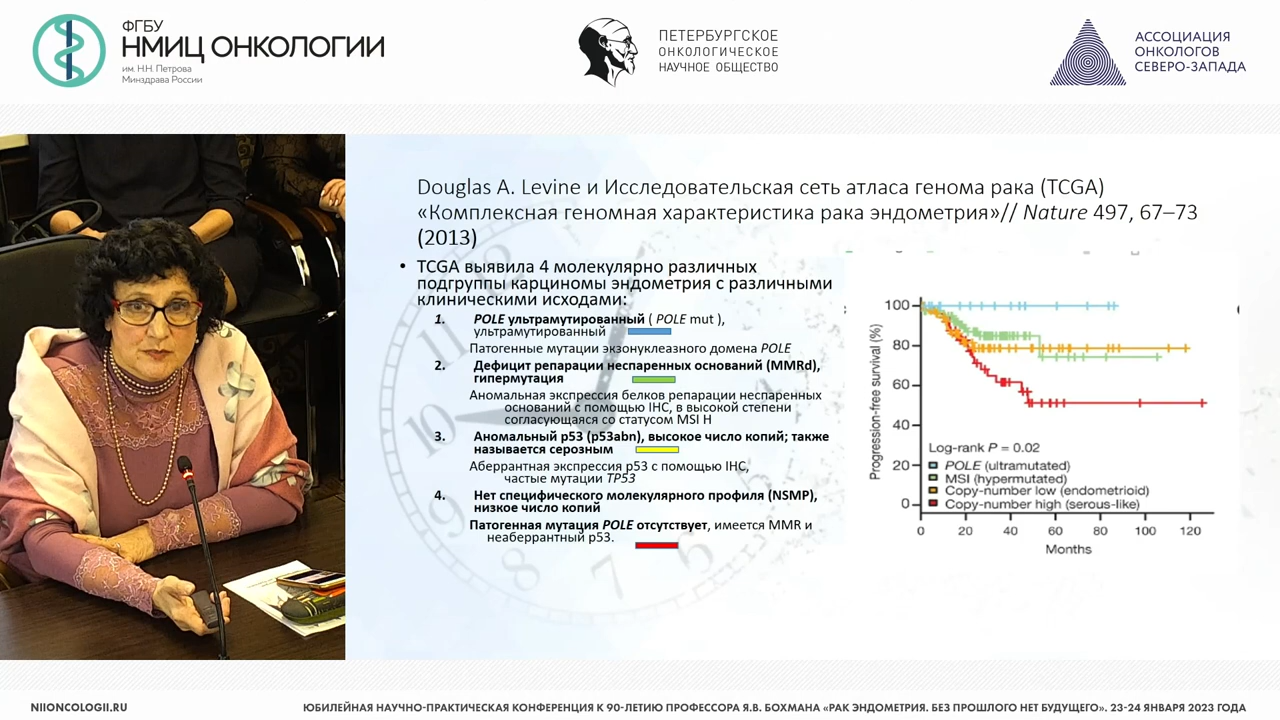 ФГБУ
НМИЦ ОНКОЛОГИИ
им. Н.Н. Петрова
Минздрава России
ПЕТЕРБУРГСКОЕ
ОНКОЛОГИЧЕСКОЕ
НАУЧНОЕ ОБЩЕСТВО
АССОЦИАЦИЯ
ОНКОЛОГОВ
СЕВЕРО-ЗАПАДА
Douglas A. Levine и Исследовательская сеть атласа генома рака (TCGA)
«Комплексная геномная характеристика рака эндометрия»// Nature 497, 67–73
(2013)
• TCGA выявила 4 молекулярно различных
подгруппы карциномы эндометрия с различными
клиническими исходами:
1. POLE ультрамутированный ( POLE mut ),
ультрамутированный
Патогенные мутации экзонуклеазного домена POLE
2. Дефицит репарации неспаренных оснований (MMRd),
гипермутация
Аномальная экспрессия белков репарации неспаренных
оснований с помощью IHC, в высокой степени
согласующаяся со статусом MSI H
3. Аномальный p53 (p53abn), высокое число копий; также
называется серозным
Аберрантная экспрессия p53 с помощью IHC,
частые мутации TP53
4. Нет специфического молекулярного профиля (NSMP),
низкое число копий
Патогенная мутация POLE отсутствует, имеется MMR и
неаберрантный p53.
Progression-free survival (%)
100
80
60
40
20
0
Log-rank P = 0.02
POLE (ultramutated)
MSI (hypermutated)
Copy-number low (endometrioid)
Copy-number high (serous-like)
0 20 40 60 80 100 120
Months
10
9
8
7
6
5
NIIONCOLOGII.RU
ЮБИЛЕЙНАЯ НАУЧНО-ПРАКТИЧЕСКАЯ КОНФЕРЕНЦИЯ К 90-ЛЕТИЮ ПРОФЕССОРА Я.В. БОХМАНА «РАК ЭНДОМЕТРИЯ. БЕЗ ПРОШЛОГО НЕТ БУДУЩЕГО». 23-24 ЯНВАРЯ 2023 ГОДА